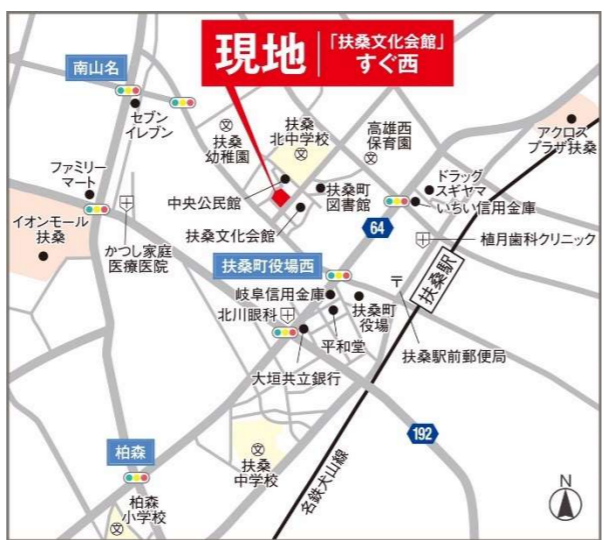 現地
「扶桑文化会館」
すぐ西
南山名
セブン
イレブン
扶桑
幼稚園
扶桑
北中学校
高雄西
保育園
アクロス
プラザ扶桑
ファミリー
マート
中央公民館
扶桑町
図書館
ドラッグ
スギヤマ
いちい信用金庫
イオンモール
扶桑
かつし家庭
医療医院
扶桑文化会館
64
植月歯科クリニック
扶桑町役場西
扶桑駅
岐阜信用金庫
北川眼科
扶桑町
役場
平和堂
扶桑駅前郵便局
大垣共立銀行
192
柏森
扶桑
中学校
名鉄犬山線
柏森
小学校
N